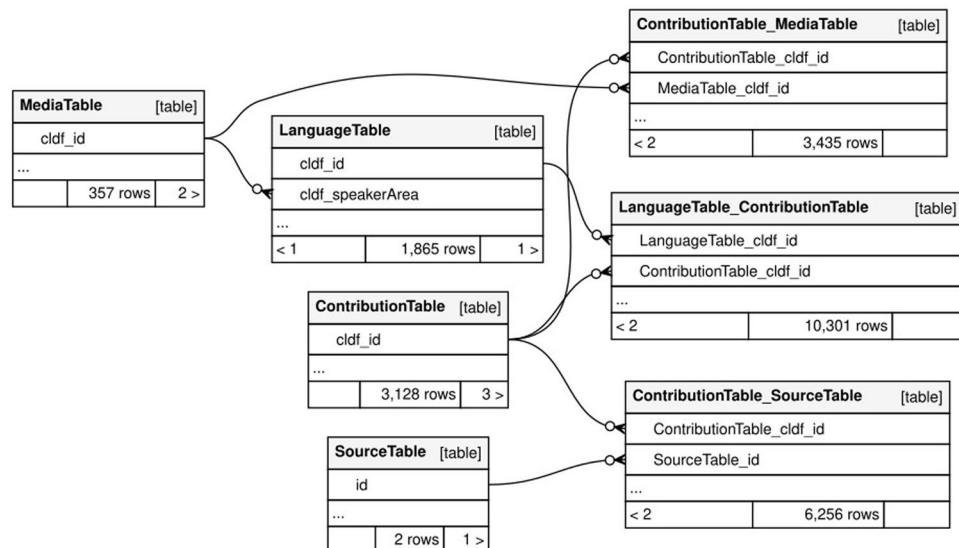 MediaTable [table]
cldf_id
...
357 rows 2 >
LanguageTable [table]
cldf_id
cldf_speakerArea
...
< 1 1,865 rows 1 >
ContributionTable [table]
cldf_id
...
3,128 rows 3 >
SourceTable [table]
id
...
2 rows 1 >
ContributionTable_MediaTable [table]
ContributionTable_cldf_id
MediaTable_cldf_id
...
< 2 3,435 rows
LanguageTable_ContributionTable [table]
LanguageTable_cldf_id
ContributionTable_cldf_id
...
< 2 10,301 rows
ContributionTable_SourceTable [table]
ContributionTable_cldf_id
SourceTable_id
...
< 2 6,256 rows